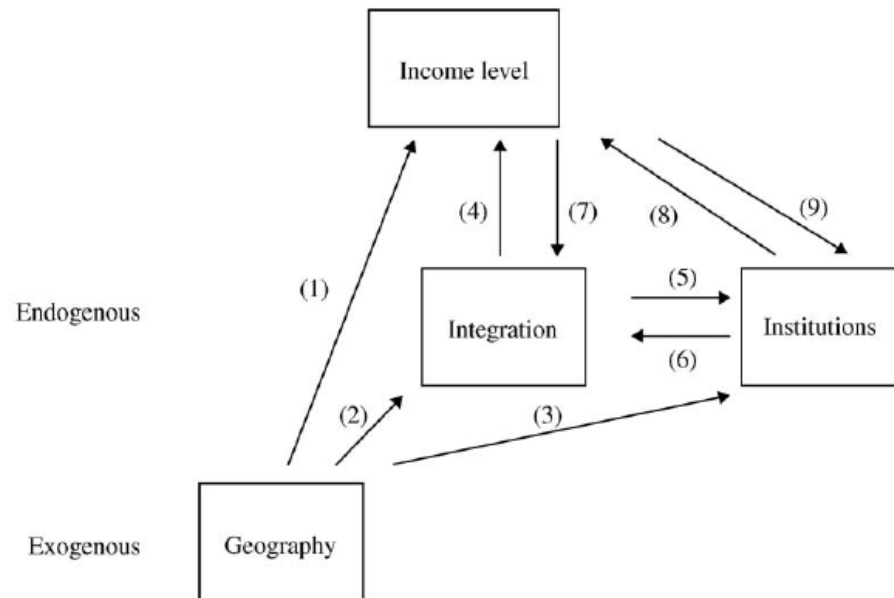 Income level
(4)
(7)
(8)
(9)
(1)
Endogenous
Integration
(5)
(6)
Institutions
(2)
(3)
Exogenous
Geography